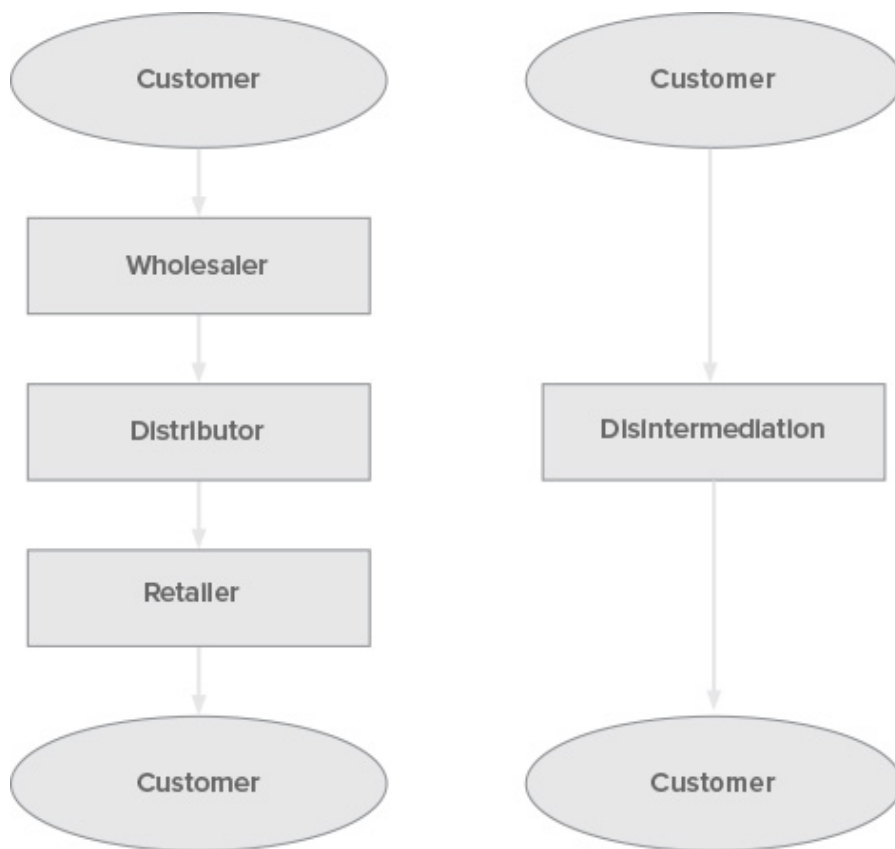 Customer
Wholesaler
Distributor
Retailer
Customer
Customer
Disintermediation
Customer